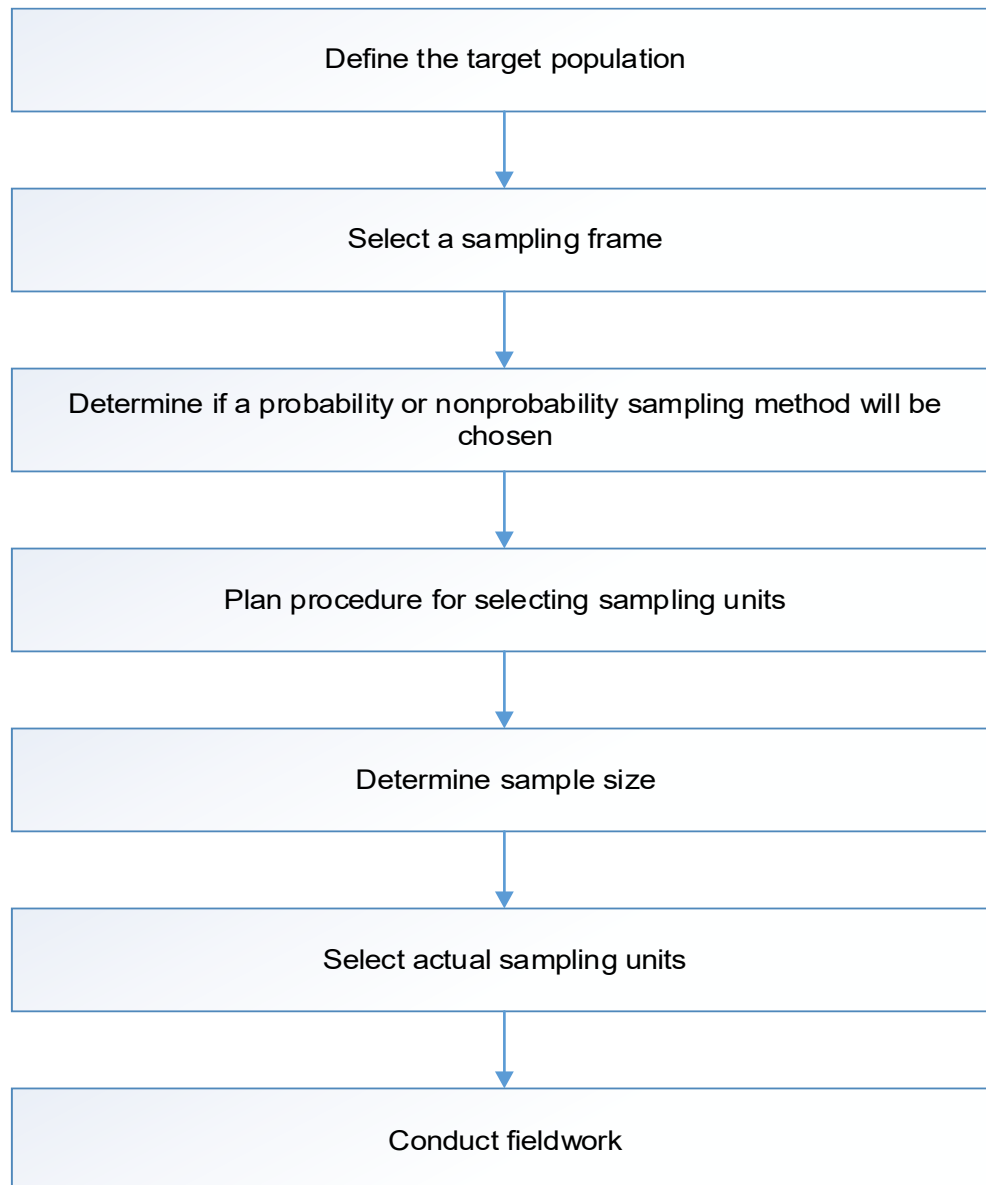 Define the target population
Select a sampling frame
Determine if a probability or nonprobability sampling method will be
chosen
Plan procedure for selecting sampling units
Determine sample size
Select actual sampling units
Conduct fieldwork